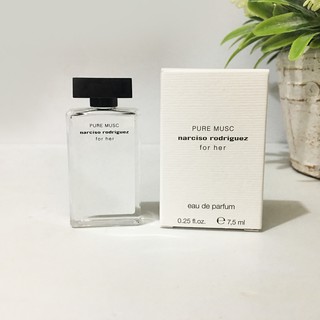 PURE MUSC
narciso rodriguez
for her
PURE MUSC
narciso rodriguez
for her
eau de parfum
0.25 fl.oz. ℮ 7,5 ml